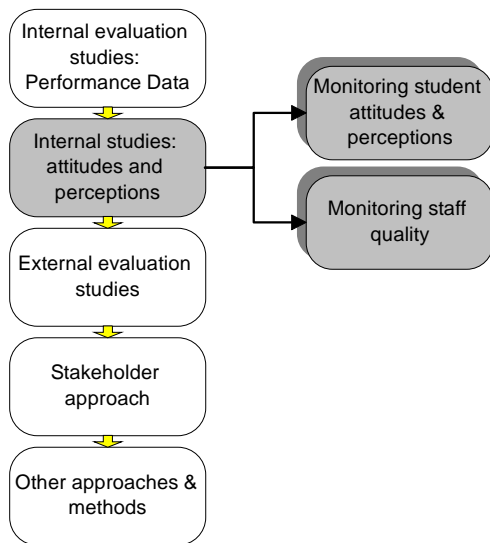 Internal evaluation
studies:
Performance Data
Internal studies:
attitudes and
perceptions
Monitoring student
attitudes &
perceptions
Monitoring staff
quality
External evaluation
studies
Stakeholder
approach
Other approaches &
methods